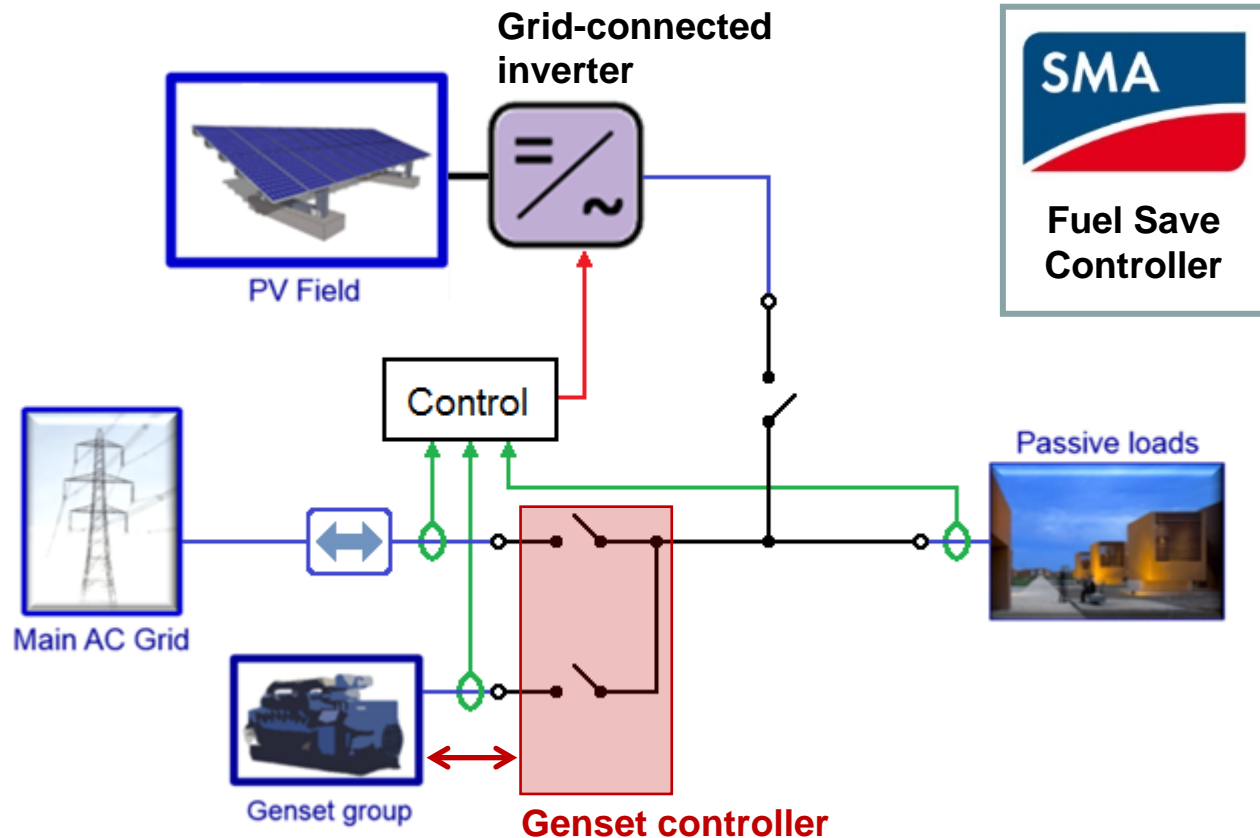 Grid-connected
inverter
SMA
Fuel Save
Controller
PV Field
Control
Passive loads
Main AC Grid
Genset group
Genset controller